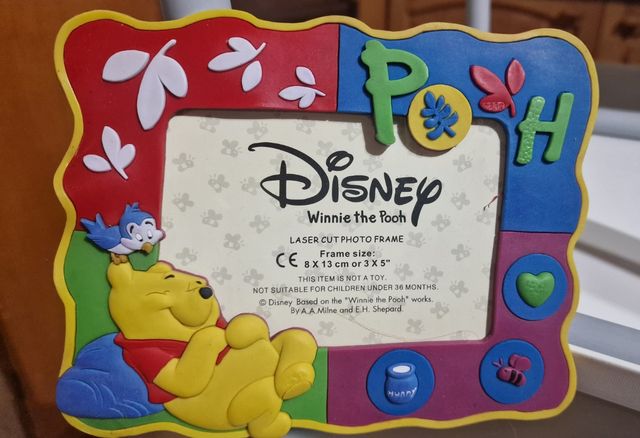 POH
Disney
Winnie the Pooh
LASER CUT PHOTO FRAME
CE Frame size:
8 X 13 cm or 3 X 5"
THIS ITEM IS NOT A TOY.
NOT SUITABLE FOR CHILDREN UNDER 36 MONTHS.
© Disney Based on the "Winnie the Pooh" works.
By A.A.Milne and E.H. Shepard.
HUNNY